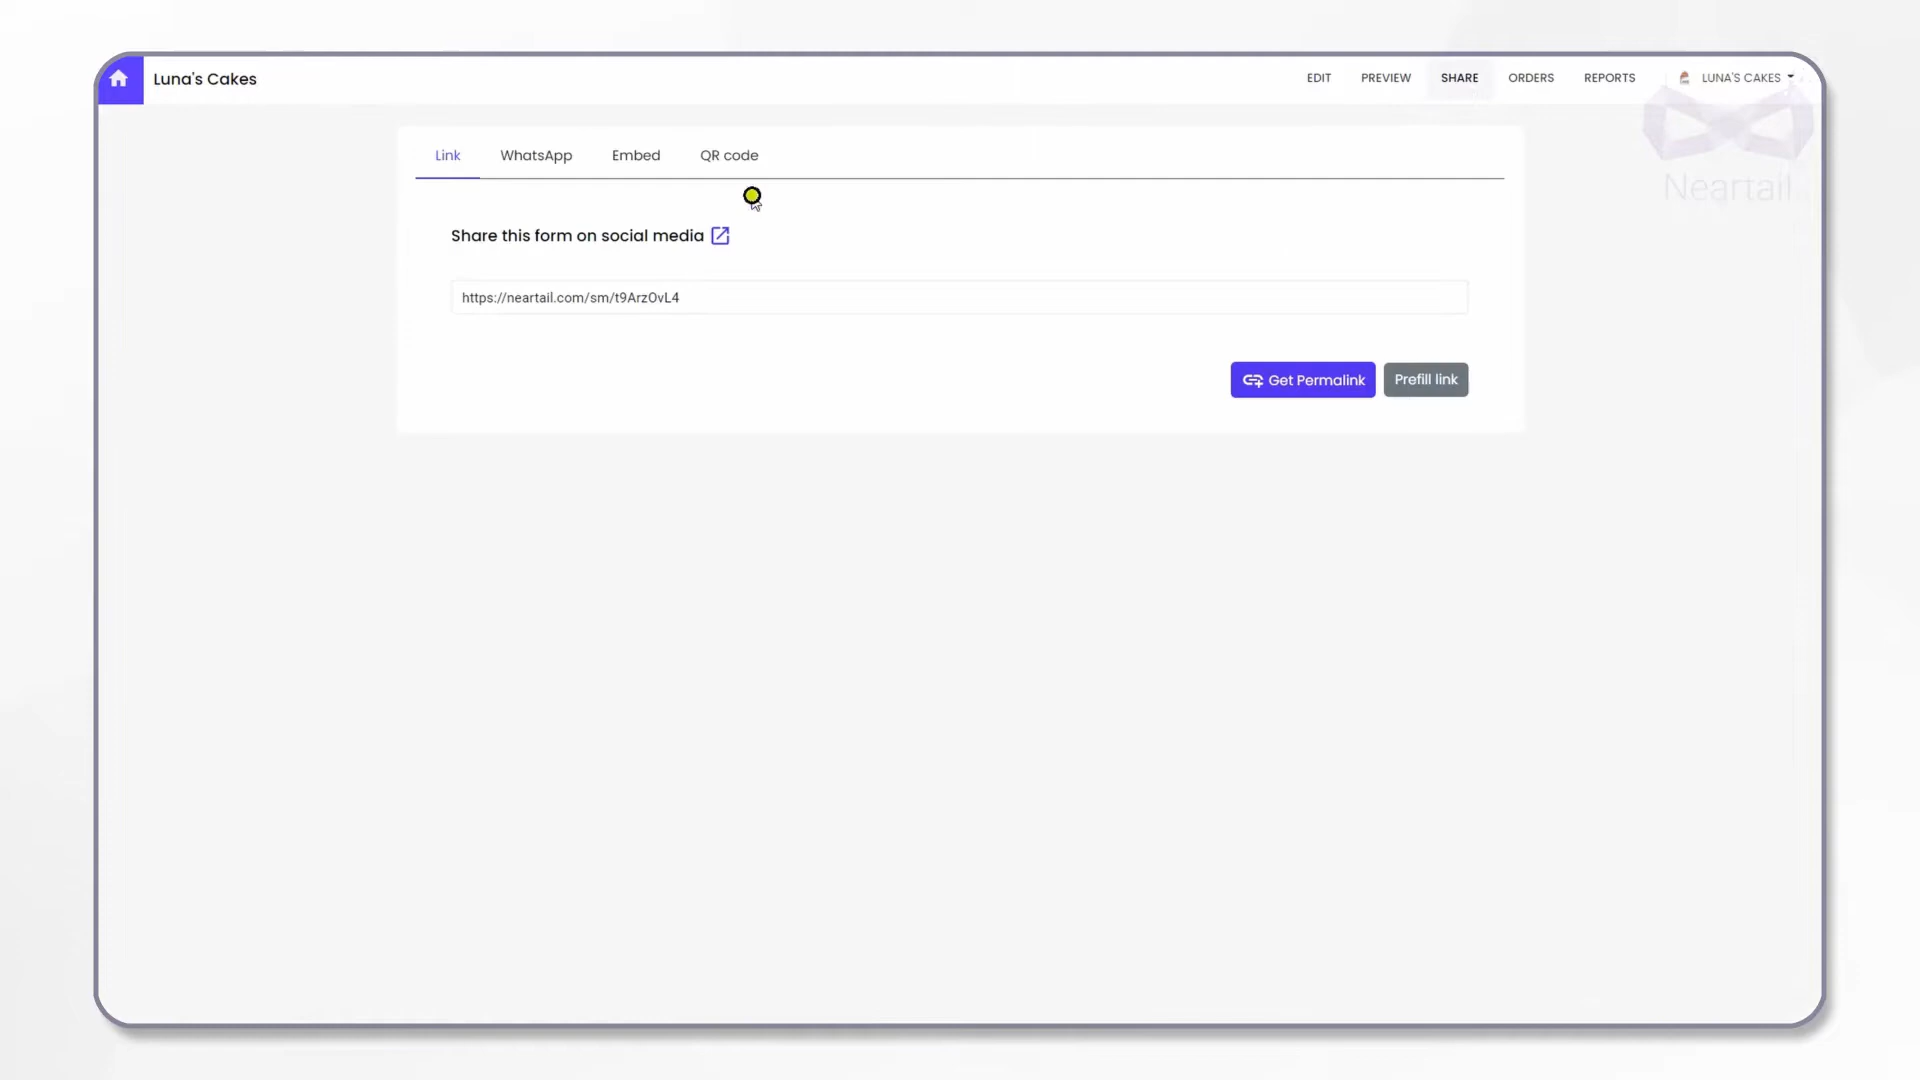 Luna's Cakes
EDIT PREVIEW SHARE ORDERS REPORTS LUNA'S CAKES
Neartail
Link WhatsApp Embed QR code
Share this form on social media
https://neartail.com/sm/t9ArzOvL4
Get Permalink Prefill link